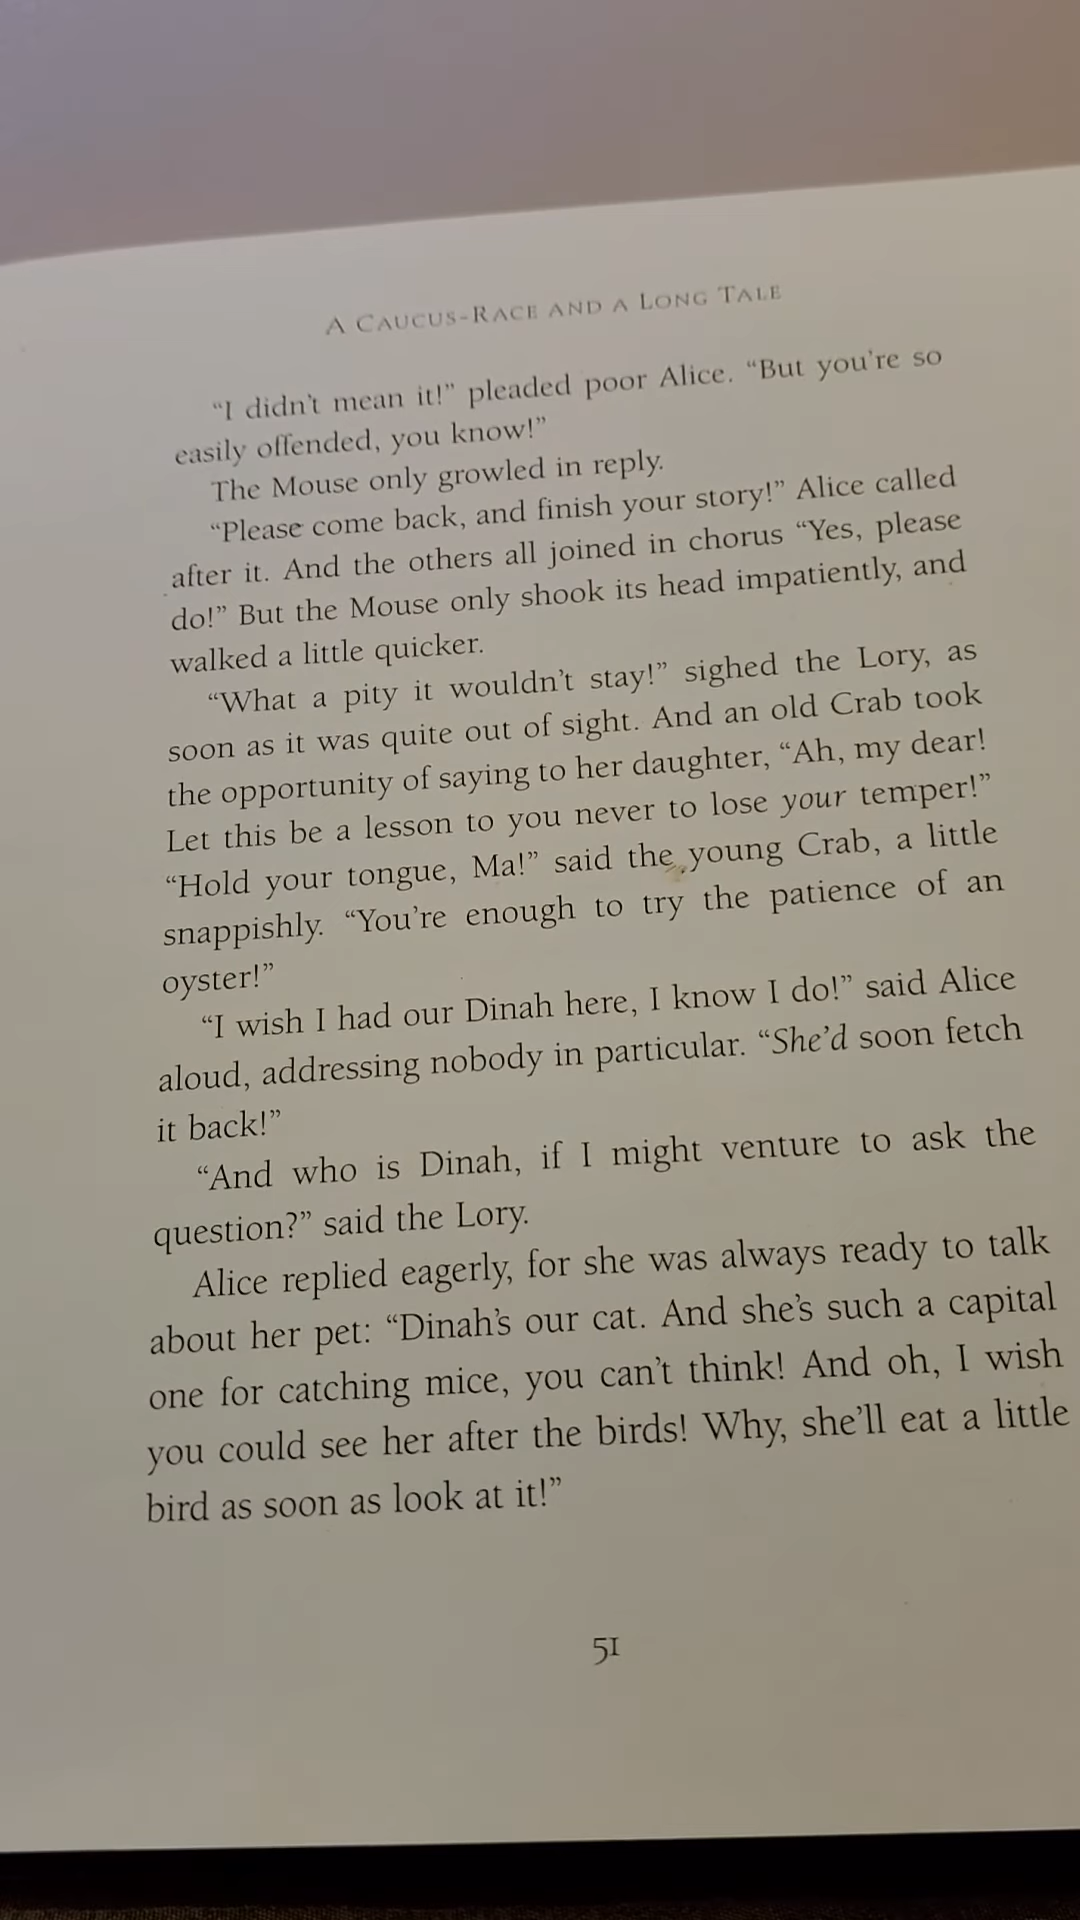 A Caucus-Race and a Long Tale
“I didn’t mean it!” pleaded poor Alice. “But you’re so
easily offended, you know!”
The Mouse only growled in reply.
“Please come back, and finish your story!” Alice called
after it. And the others all joined in chorus “Yes, please
do!” But the Mouse only shook its head impatiently, and
walked a little quicker.
“What a pity it wouldn’t stay!” sighed the Lory, as
soon as it was quite out of sight. And an old Crab took
the opportunity of saying to her daughter, “Ah, my dear!
Let this be a lesson to you never to lose your temper!”
“Hold your tongue, Ma!” said the young Crab, a little
snappishly. “You’re enough to try the patience of an
oyster!”
“I wish I had our Dinah here, I know I do!” said Alice
aloud, addressing nobody in particular. “She’d soon fetch
it back!”
“And who is Dinah, if I might venture to ask the
question?” said the Lory.
Alice replied eagerly, for she was always ready to talk
about her pet: “Dinah’s our cat. And she’s such a capital
one for catching mice, you can’t think! And oh, I wish
you could see her after the birds! Why, she’ll eat a little
bird as soon as look at it!”
51